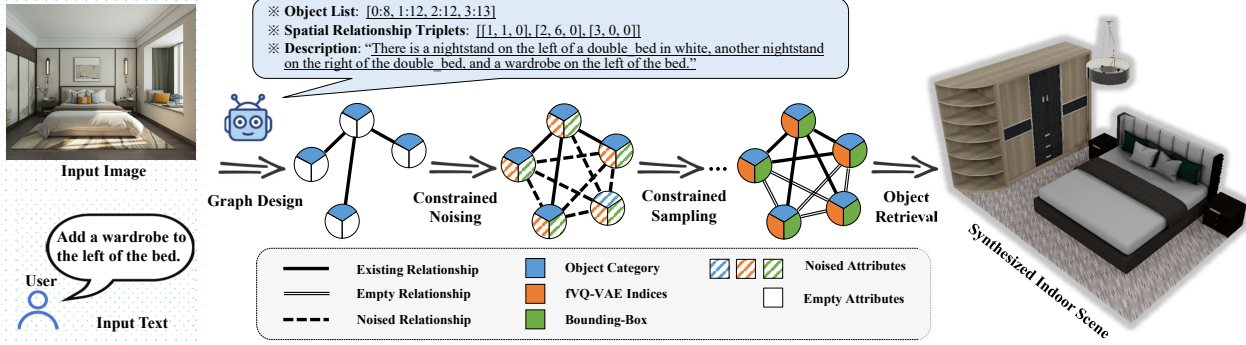 ※ Object List: [0:8, 1:12, 2:12, 3:13]
※ Spatial Relationship Triplets: [[1, 1, 0], [2, 6, 0], [3, 0, 0]]
※ Description: “There is a nightstand on the left of a double_bed in white, another nightstand
on the right of the double_bed, and a wardrobe on the left of the bed.”
Input Image
Add a wardrobe to
the left of the bed.
User
Input Text
Graph Design
Constrained
Noising
Constrained
Sampling
...
Object
Retrieval
Existing Relationship
Empty Relationship
Noised Relationship
Object Category
fVQ-VAE Indices
Bounding-Box
Noised Attributes
Empty Attributes
Synthesized Indoor Scene